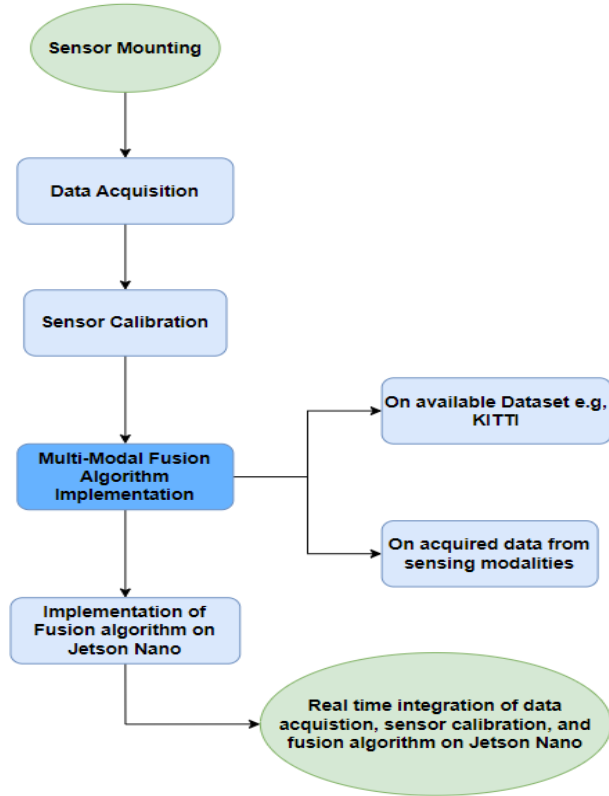 Sensor Mounting
Data Acquisition
Sensor Calibration
Multi-Modal Fusion
Algorithm
Implementation
On available Dataset e.g,
KITTI
On acquired data from
sensing modalities
Implementation of
Fusion algorithm on
Jetson Nano
Real time integration of data
acquistion, sensor calibration, and
fusion algorithm on Jetson Nano